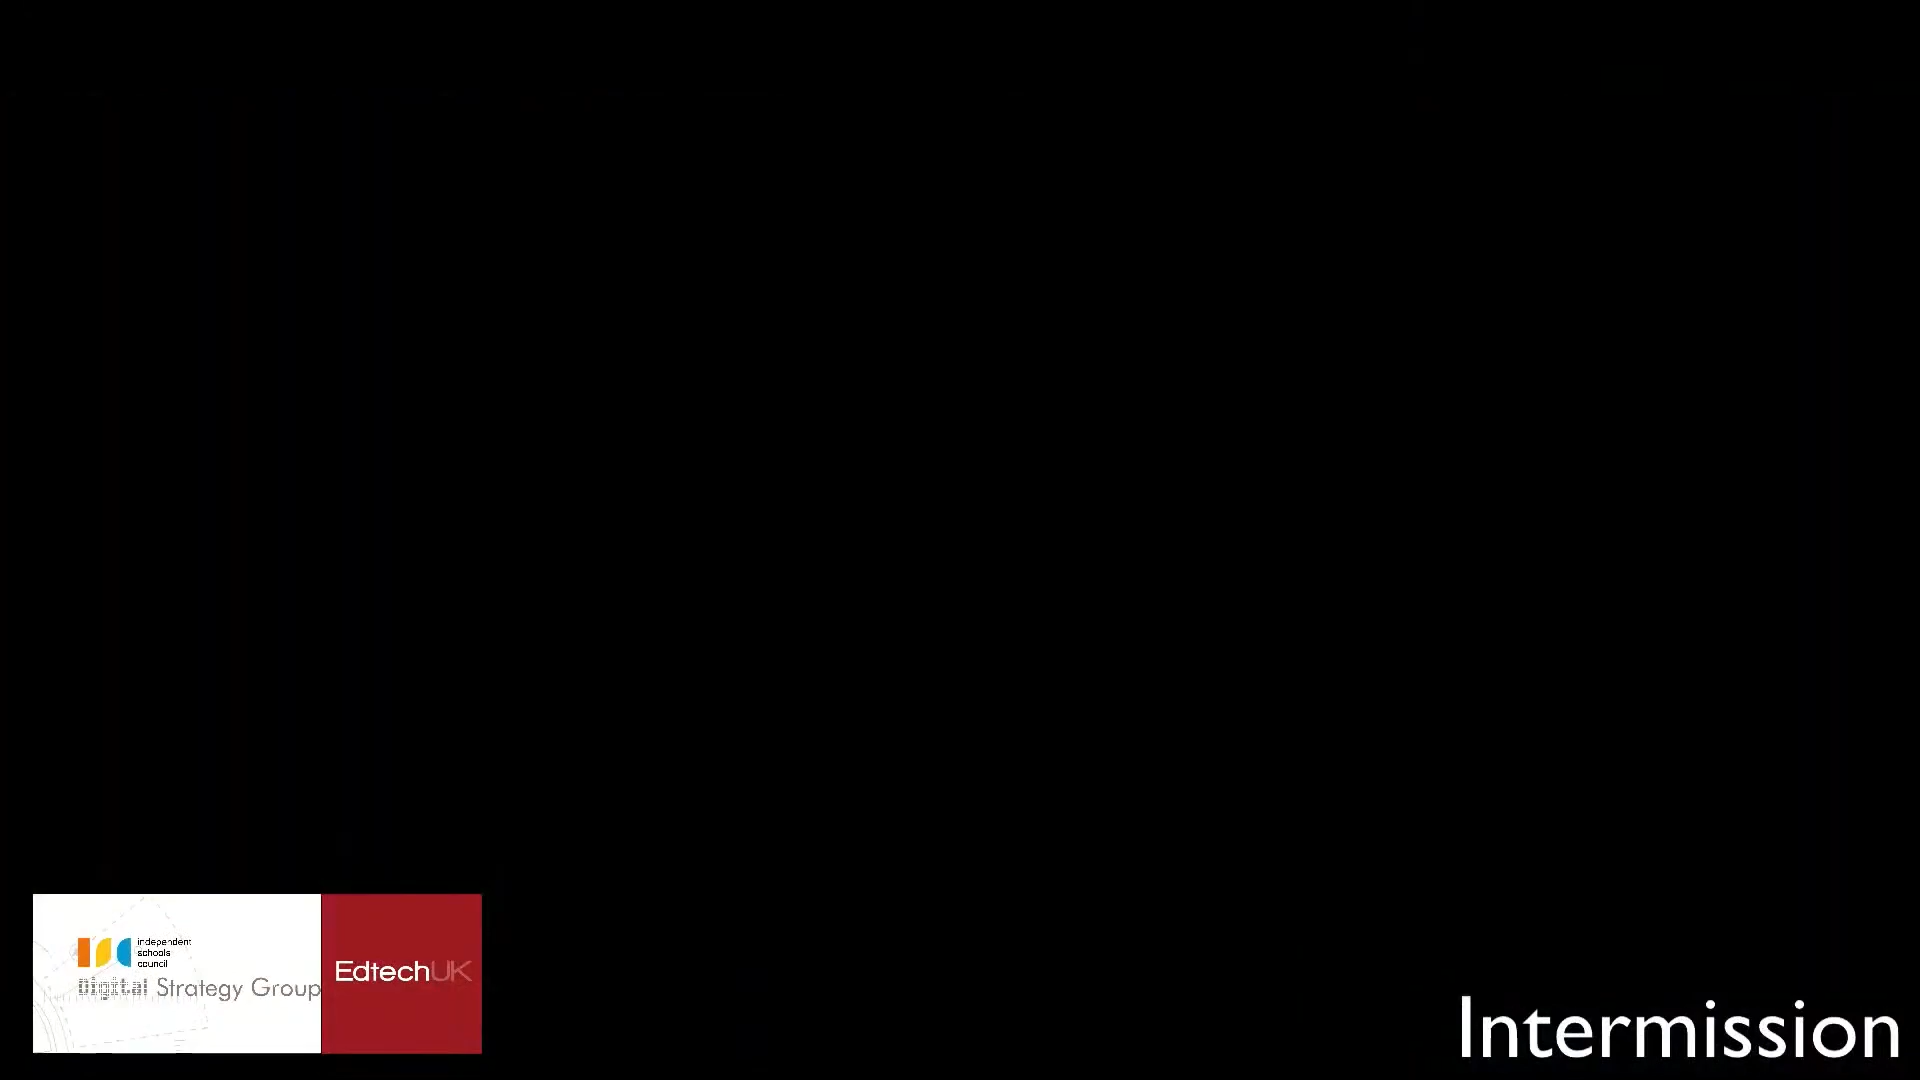 independent
schools
council
Digital Strategy Group
EdtechUK
Intermission